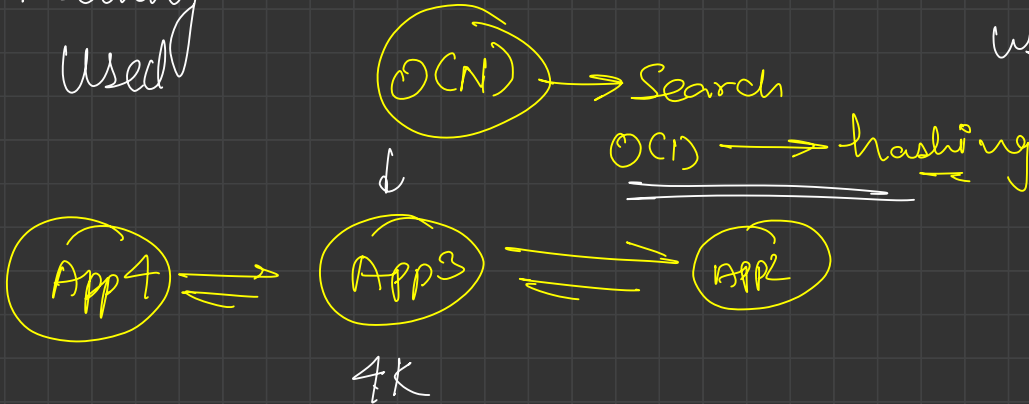 Used
O(N) → Search
O(1) → hashing
App4 App3 APP2
4K